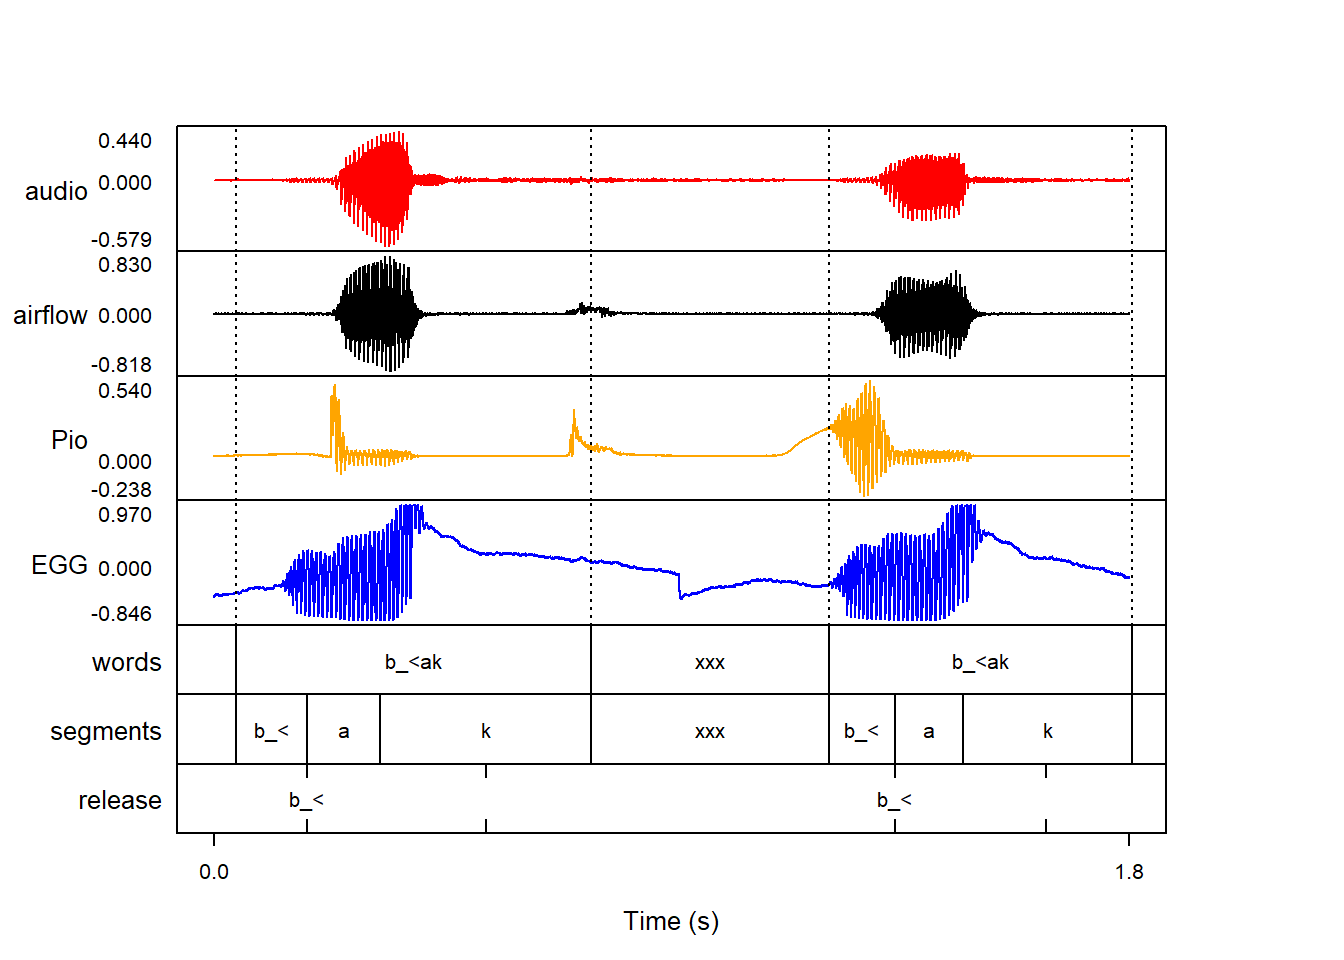 0.440
audio 0.000
-0.579
0.830
airflow 0.000
-0.818
0.540
Pio
0.000
-0.238
0.970
EGG 0.000
-0.846
words b_<ak xxx b_<ak
segments b_< a k xxx b_< a k
release b_< b_<
0.0 1.8
Time (s)